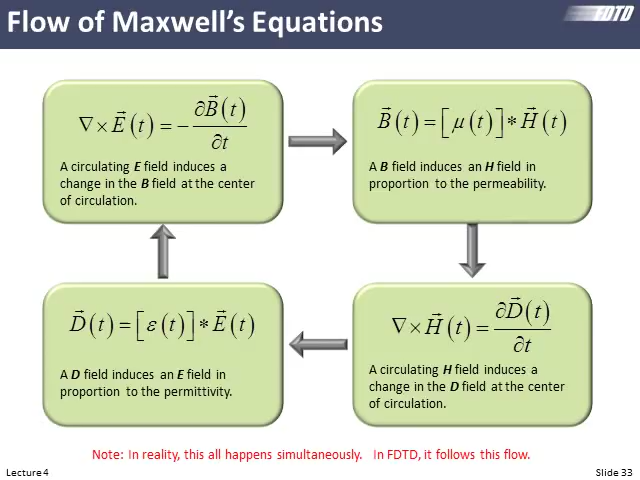 Flow of Maxwell's Equations
FDTD
∇ × E⃗(t) = − ∂B⃗(t)/∂t
A circulating E field induces a
change in the B field at the center
of circulation.
B⃗(t) = [μ(t)] * H⃗(t)
A B field induces an H field in
proportion to the permeability.
∇ × H⃗(t) = ∂D⃗(t)/∂t
A circulating H field induces a
change in the D field at the center
of circulation.
D⃗(t) = [ε(t)] * E⃗(t)
A D field induces an E field in
proportion to the permittivity.
Note: In reality, this all happens simultaneously. In FDTD, it follows this flow.
Lecture 4
Slide 33